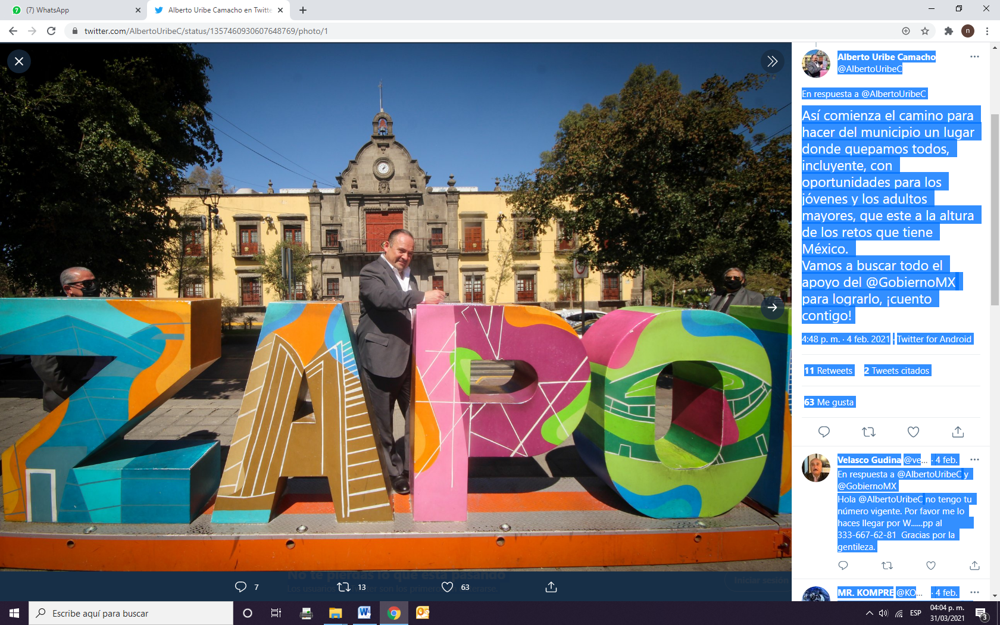 (7) WhatsApp
Alberto Uribe Camacho en Twitte
twitter.com/AlbertoUribeC/status/1357460930607648769/photo/1
n
ZAPO
Alberto Uribe Camacho
@AlbertoUribeC
En respuesta a @AlbertoUribeC
Así comienza el camino para
hacer del municipio un lugar
donde quepamos todos,
incluyente, con
oportunidades para los
jóvenes y los adultos
mayores, que este a la altura
de los retos que tiene
México.
Vamos a buscar todo el
apoyo del @GobiernoMX
para lograrlo, ¡cuento
contigo!
4:48 p. m. · 4 feb. 2021 · Twitter for Android
11 Retweets 2 Tweets citados
63 Me gusta
Velasco Gudina @ve... · 4 feb.
En respuesta a @AlbertoUribeC y
@GobiernoMX
Hola @AlbertoUribeC no tengo tu
número vigente. Por favor me lo
haces llegar por W......pp al
333-667-62-81 Gracias por la
gentileza.
MR. KOMPRE @KO... · 4 feb.
No te pierdas lo que está pasando
Los usuarios de Twitter son los primeros en enterarse.
Iniciar sesión
7 13 63
Escribe aquí para buscar
ESP
04:04 p. m.
31/03/2021
3